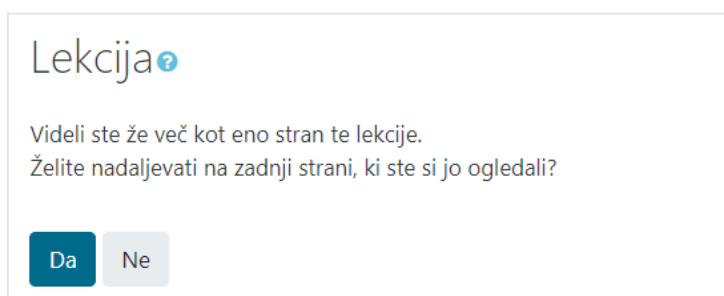 Lekcija
Videli ste že več kot eno stran te lekcije.
Želite nadaljevati na zadnji strani, ki ste si jo ogledali?
Da Ne